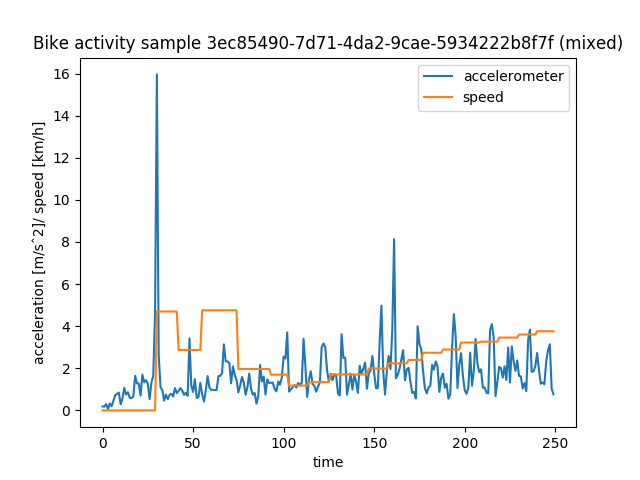 Bike activity sample 3ec85490-7d71-4da2-9cae-5934222b8f7f (mixed)
accelerometer
speed
16
14
12
10
8
6
4
2
0
acceleration [m/s^2]/ speed [km/h]
0 50 100 150 200 250
time